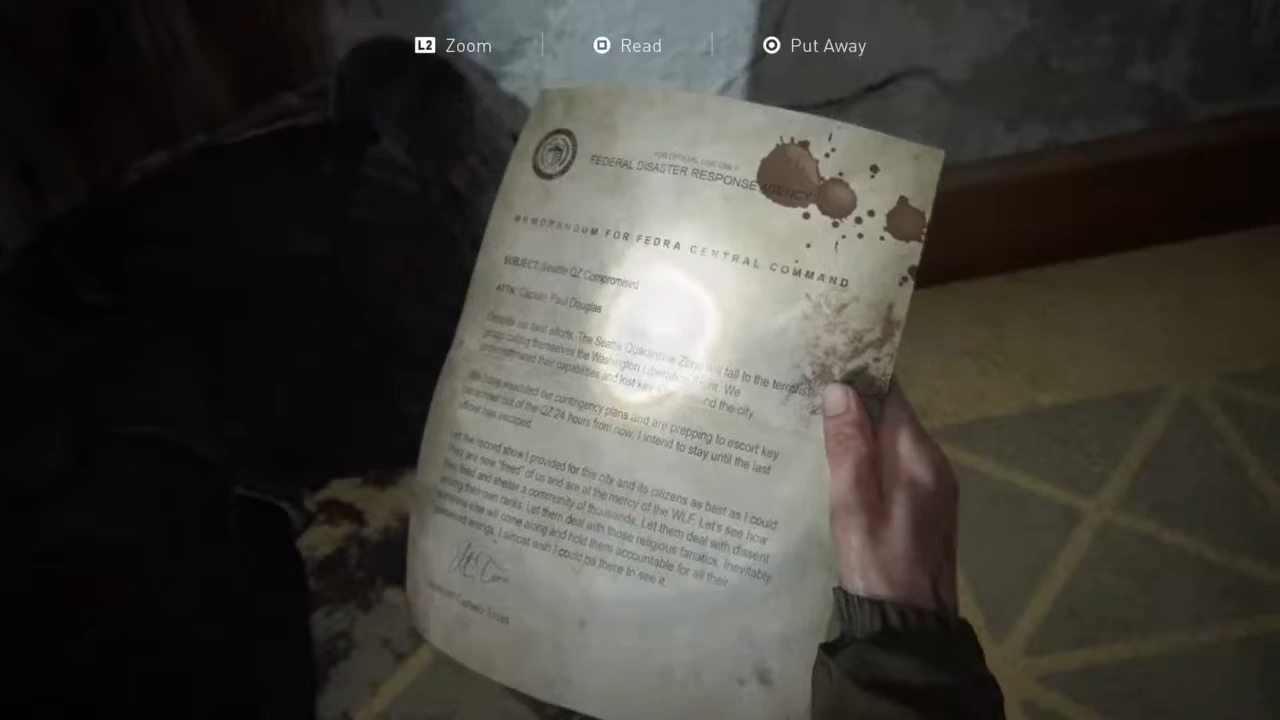 L2 Zoom
Read
Put Away
FOR OFFICIAL USE ONLY
FEDERAL DISASTER RESPONSE AGENCY
MEMORANDUM FOR FEDRA CENTRAL COMMAND
SUBJECT: Seattle QZ Compromised
ATTN: Captain Paul Douglas
Despite our best efforts, The Seattle Quarantine Zone will fall to the terrorist
group calling themselves the Washington Liberation Front. We
their capabilities and lost key and the city.
We have executed our contingency plans and are prepping to escort key
personnel out of the QZ 24 hours from now. I intend to stay until the last
officer has escaped.
Let the record show I provided for this city and its citizens as best as I could
They are now "freed" of us and are at the mercy of the WLF. Let's see how
they feed and shelter a community of thousands. Let them deal with dissent
among their own ranks. Let them deal with those religious fanatics. Inevitably
someone else will come along and hold them accountable for all their
failings. I almost wish I could be there to see it.
Torres